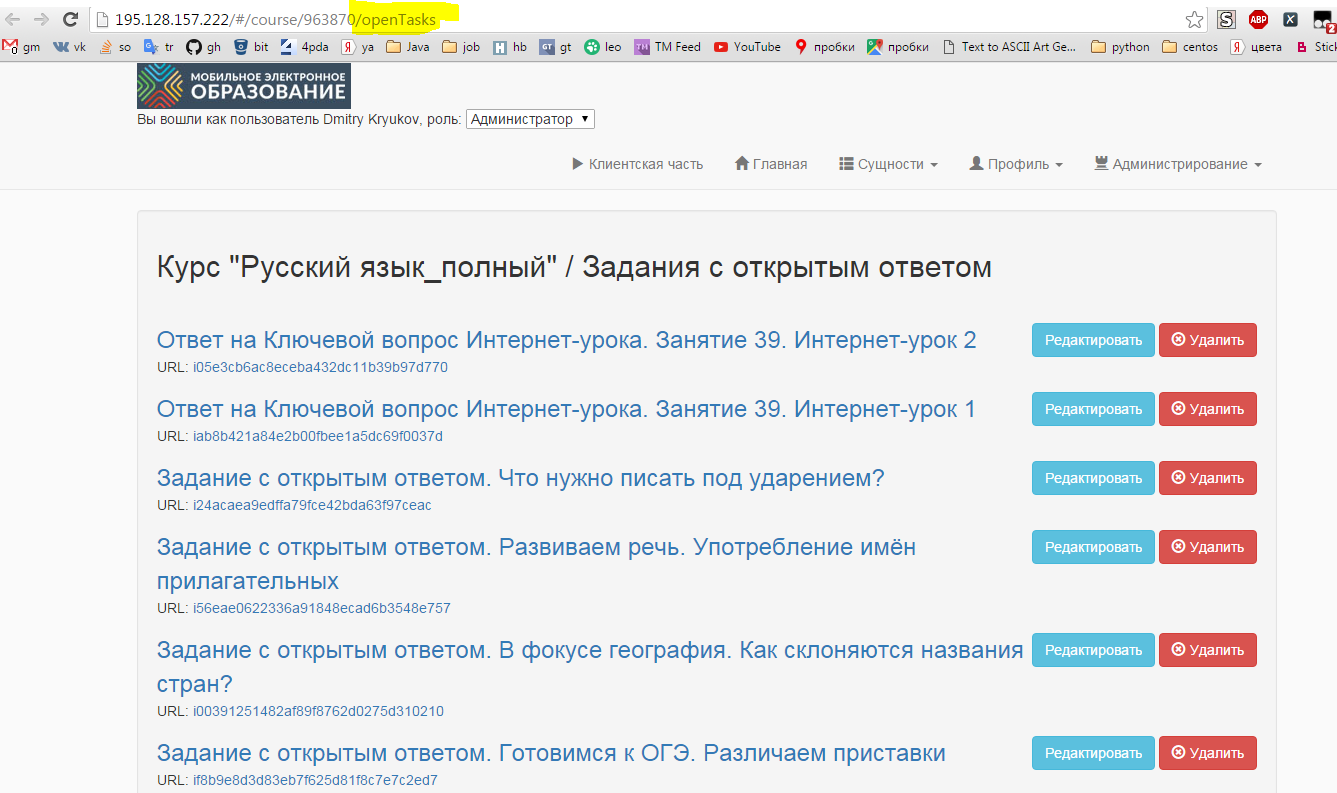 195.128.157.222/#/course/963870/openTasks
gm vk so tr gh bit 4pda ya Java job hb gt leo TM Feed YouTube пробки пробки Text to ASCII Art Ge... python centos цвета Stick
МОБИЛЬНОЕ ЭЛЕКТРОННОЕ
ОБРАЗОВАНИЕ
Вы вошли как пользователь Dmitry Kryukov, роль: Администратор
Клиентская часть Главная Сущности Профиль Администрирование
Курс "Русский язык_полный" / Задания с открытым ответом
Ответ на Ключевой вопрос Интернет-урока. Занятие 39. Интернет-урок 2 Редактировать Удалить
URL: i05e3cb6ac8eceba432dc11b39b97d770
Ответ на Ключевой вопрос Интернет-урока. Занятие 39. Интернет-урок 1 Редактировать Удалить
URL: iab8b421a84e2b00fbee1a5dc69f0037d
Задание с открытым ответом. Что нужно писать под ударением? Редактировать Удалить
URL: i24acaea9edffa79fce42bda63f97ceac
Задание с открытым ответом. Развиваем речь. Употребление имён Редактировать Удалить
прилагательных
URL: i56eae0622336a91848ecad6b3548e757
Задание с открытым ответом. В фокусе география. Как склоняются названия Редактировать Удалить
стран?
URL: i00391251482af89f8762d0275d310210
Задание с открытым ответом. Готовимся к ОГЭ. Различаем приставки Редактировать Удалить
URL: if8b9e8d3d83eb7f625d81f8c7e7c2ed7